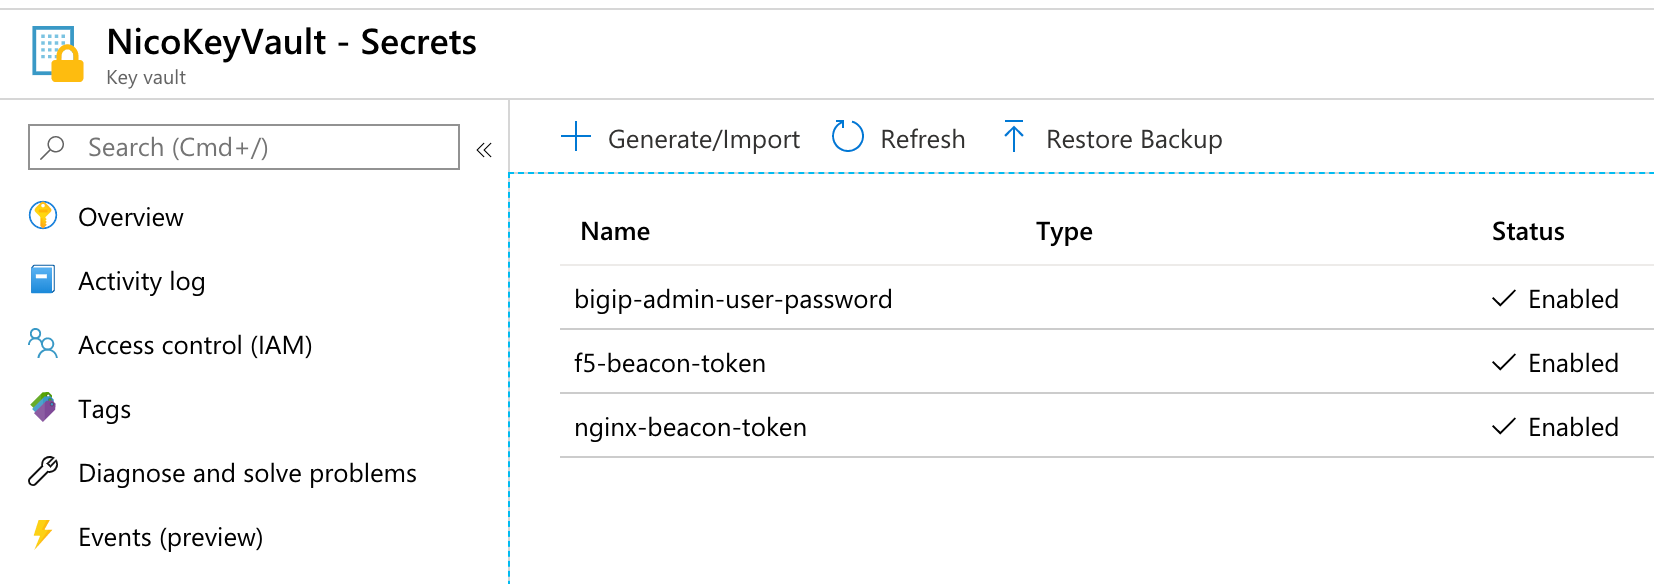 NicoKeyVault - Secrets
Key vault
Search (Cmd+/)
«
Overview
Activity log
Access control (IAM)
Tags
Diagnose and solve problems
Events (preview)
Generate/Import Refresh Restore Backup
Name Type Status
bigip-admin-user-password Enabled
f5-beacon-token Enabled
nginx-beacon-token Enabled